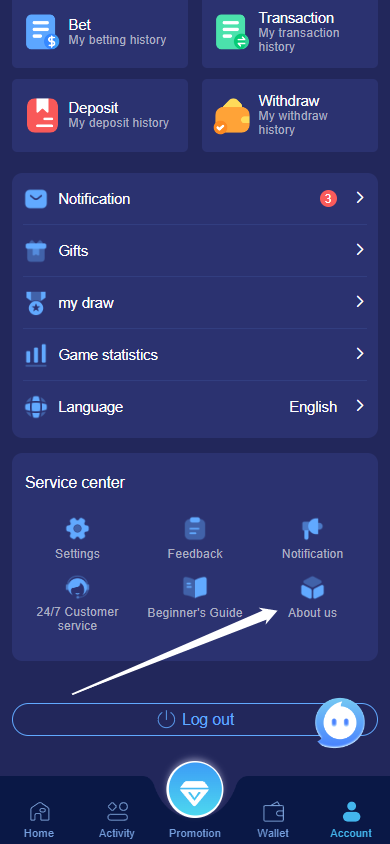 Bet
My betting history
Transaction
My transaction
history
Deposit
My deposit history
Withdraw
My withdraw
history
Notification
3
Gifts
my draw
Game statistics
Language
English
Service center
Settings
Feedback
Notification
24/7 Customer
service
Beginner's Guide
About us
Log out
Home
Activity
Promotion
Wallet
Account